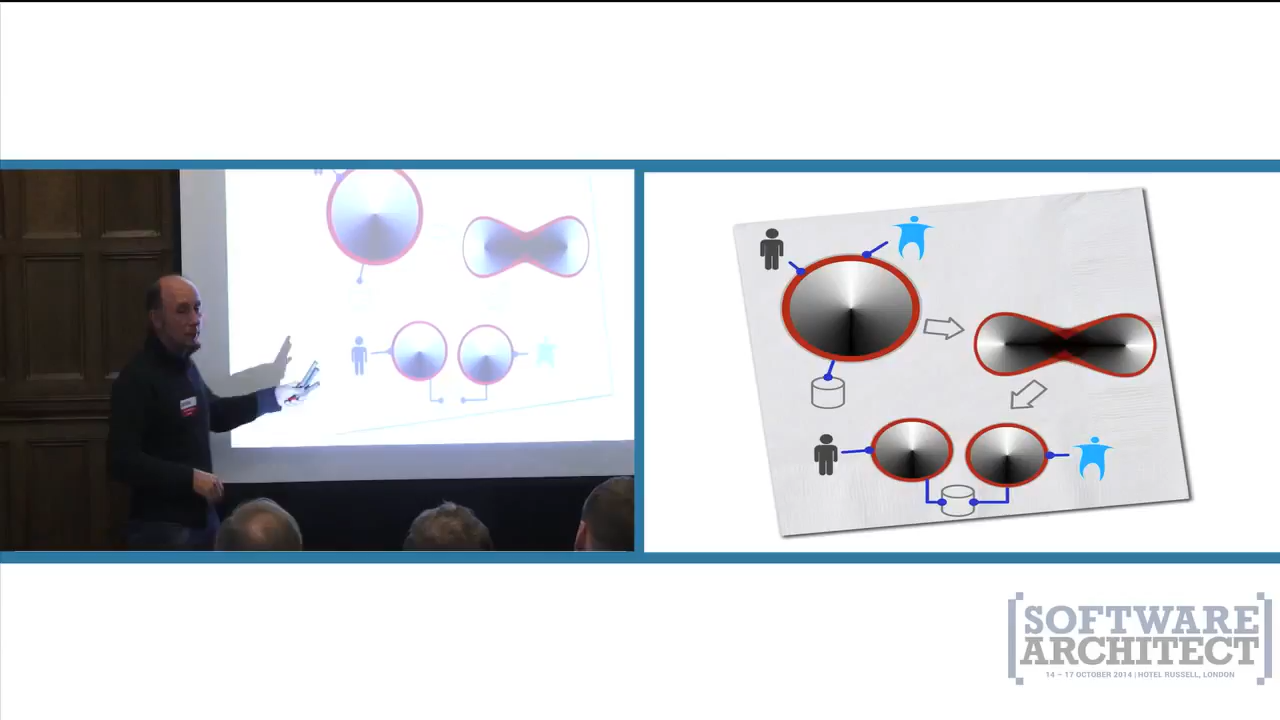 SOFTWARE
ARCHITECT
14 – 17 OCTOBER 2014 | HOTEL RUSSELL, LONDON